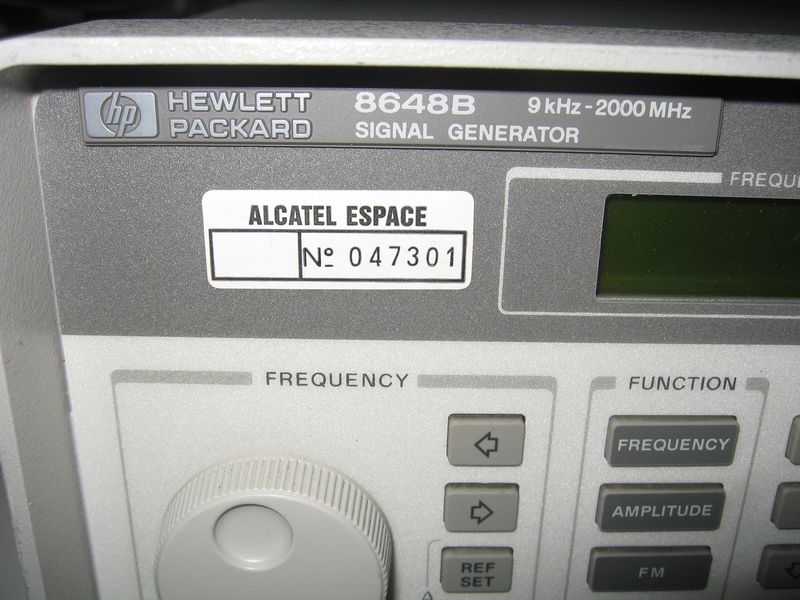 hp HEWLETT PACKARD
8648B 9 kHz - 2000 MHz
SIGNAL GENERATOR
ALCATEL ESPACE
Nº 047301
FREQUENCY
FUNCTION
FREQUENCY
AMPLITUDE
REF SET
FM